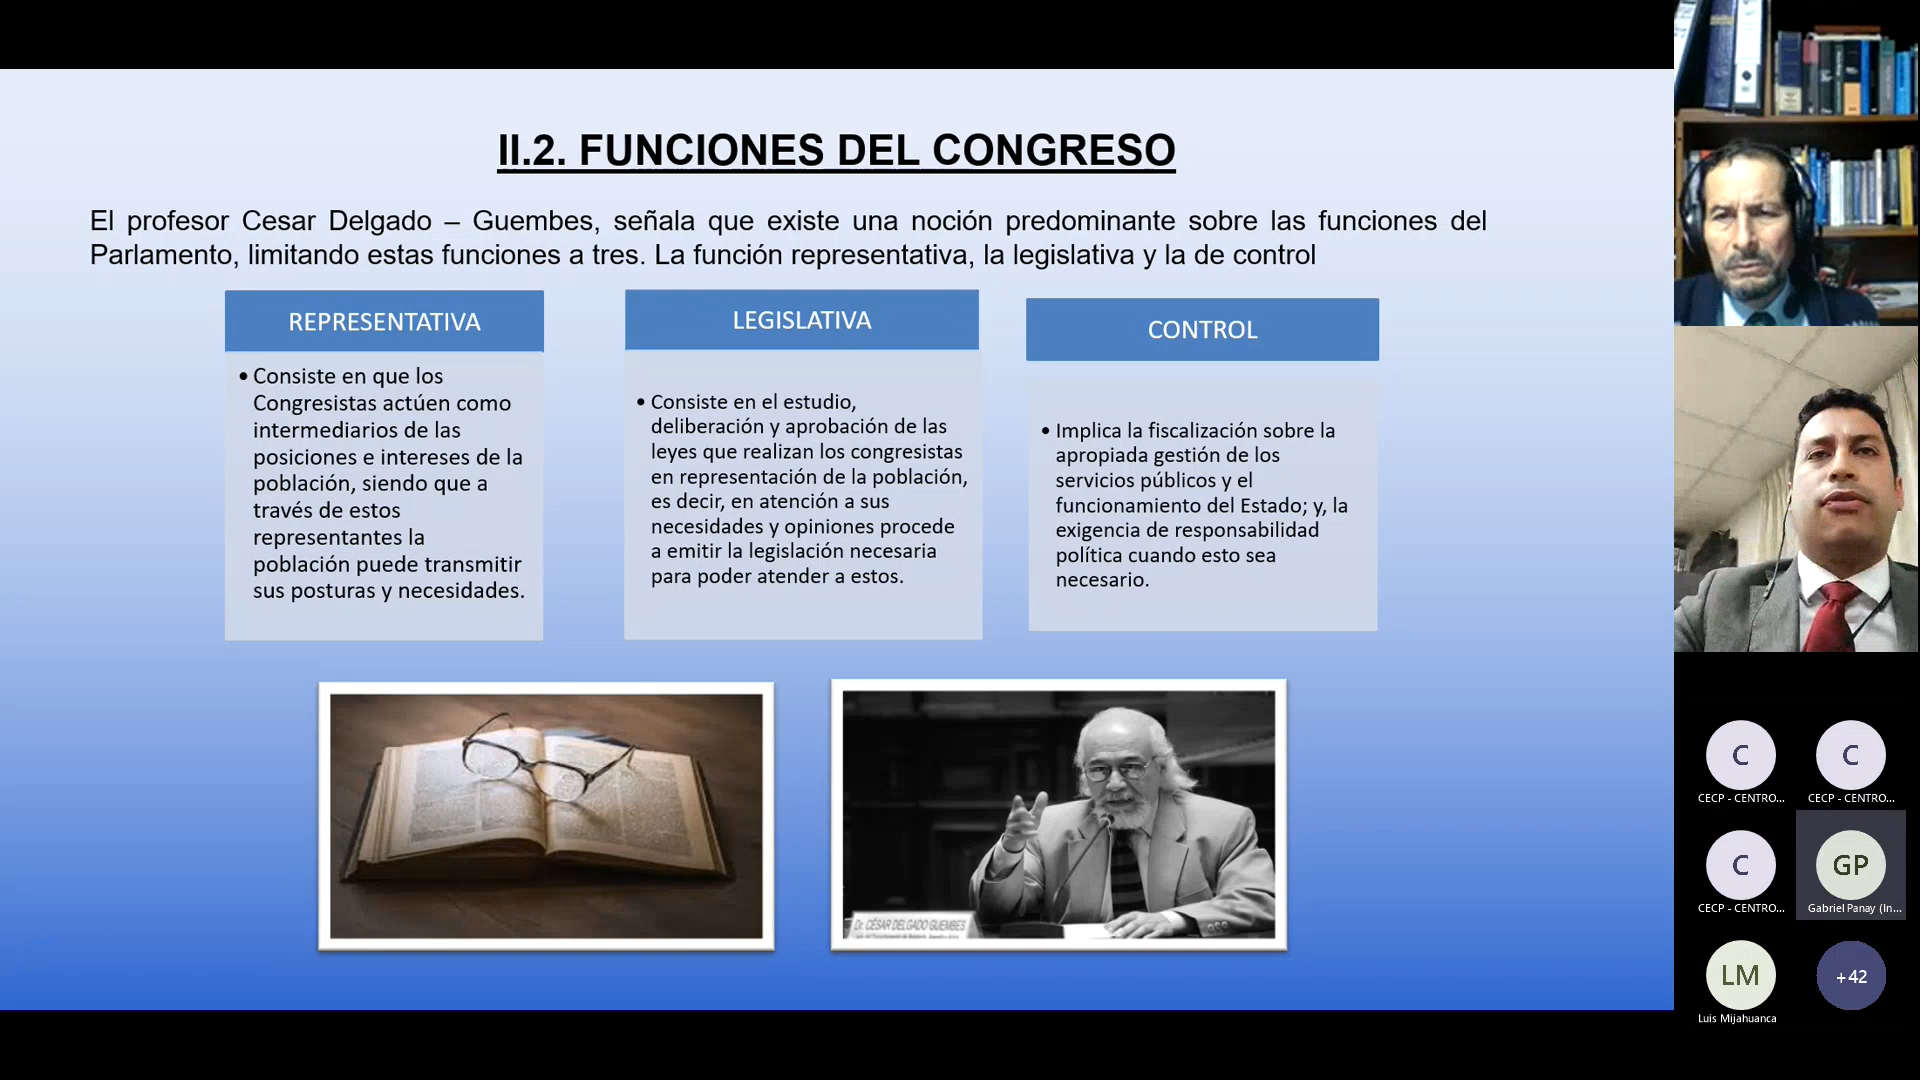 II.2. FUNCIONES DEL CONGRESO
El profesor Cesar Delgado – Guembes, señala que existe una noción predominante sobre las funciones del
Parlamento, limitando estas funciones a tres. La función representativa, la legislativa y la de control
REPRESENTATIVA
• Consiste en que los
Congresistas actúen como
intermediarios de las
posiciones e intereses de la
población, siendo que a
través de estos
representantes la
población puede transmitir
sus posturas y necesidades.
LEGISLATIVA
• Consiste en el estudio,
deliberación y aprobación de las
leyes que realizan los congresistas
en representación de la población,
es decir, en atención a sus
necesidades y opiniones procede
a emitir la legislación necesaria
para poder atender a estos.
CONTROL
• Implica la fiscalización sobre la
apropiada gestión de los
servicios públicos y el
funcionamiento del Estado; y, la
exigencia de responsabilidad
política cuando esto sea
necesario.
Dr. CÉSAR DELGADO GUEMBES
C
CECP - CENTRO...
C
CECP - CENTRO...
C
CECP - CENTRO...
GP
Gabriel Panay (In...
LM
Luis Mijahuanca
+42